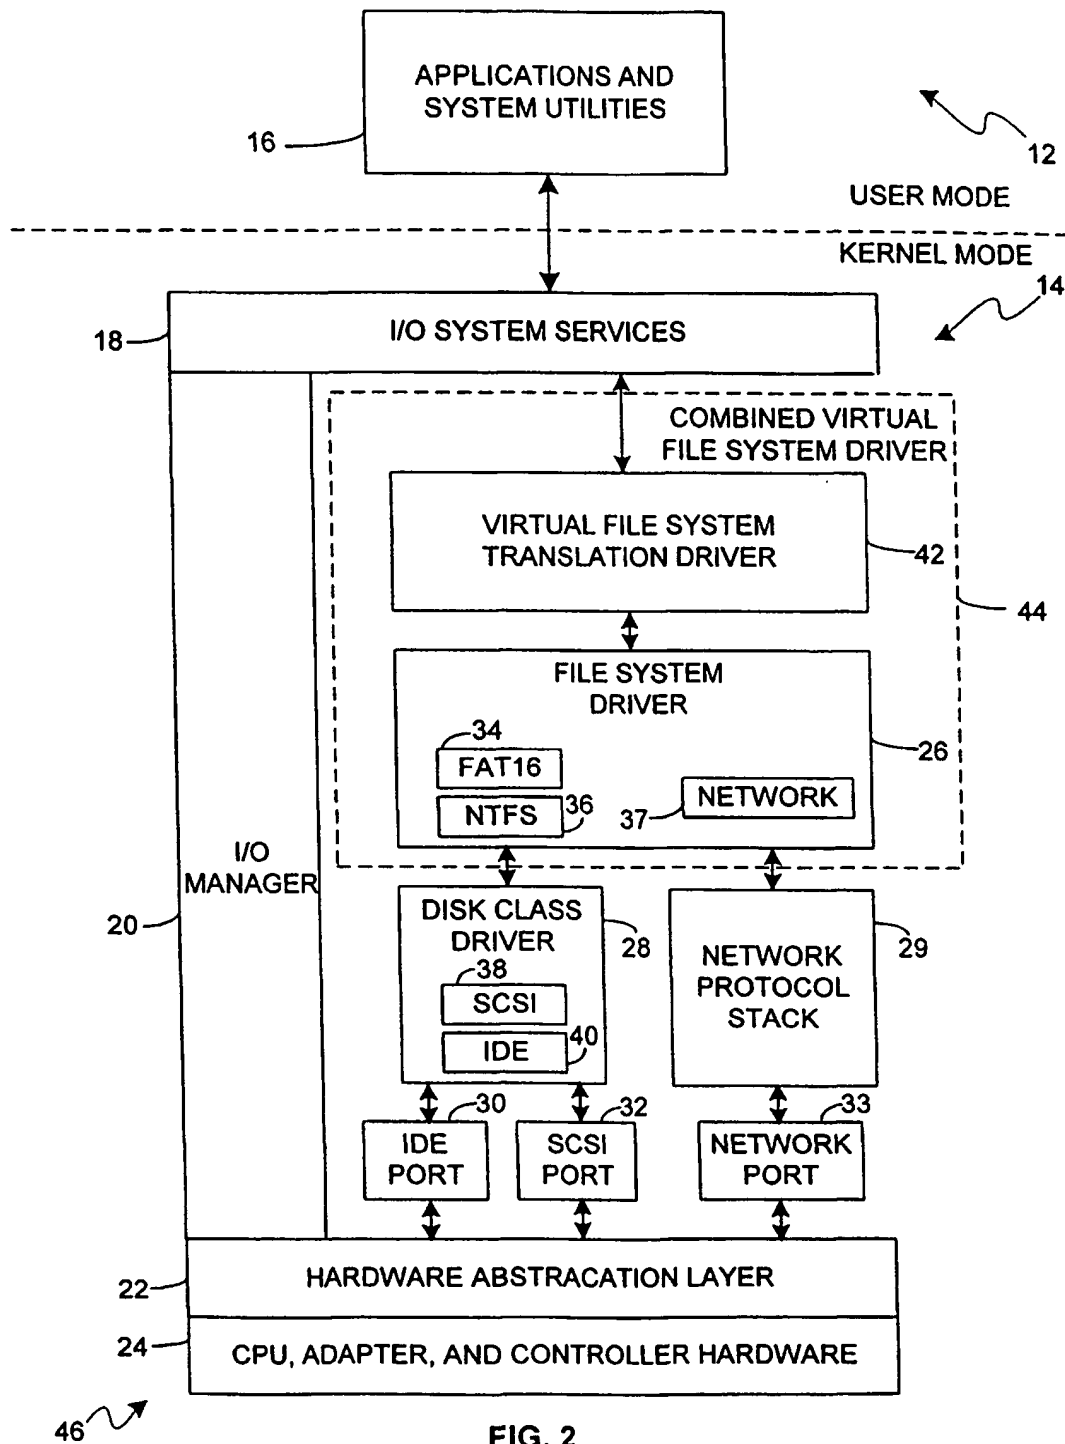 APPLICATIONS AND
SYSTEM UTILITIES
16
12
USER MODE
KERNEL MODE
14
18
I/O SYSTEM SERVICES
COMBINED VIRTUAL
FILE SYSTEM DRIVER
VIRTUAL FILE SYSTEM
TRANSLATION DRIVER
42
44
FILE SYSTEM
DRIVER
34
FAT16
26
NTFS
36
37
NETWORK
I/O
MANAGER
20
DISK CLASS
DRIVER
28
38
SCSI
IDE
40
NETWORK
PROTOCOL
STACK
29
30
IDE
PORT
32
SCSI
PORT
33
NETWORK
PORT
22
HARDWARE ABSTRACATION LAYER
24
CPU, ADAPTER, AND CONTROLLER HARDWARE
46
FIG. 2